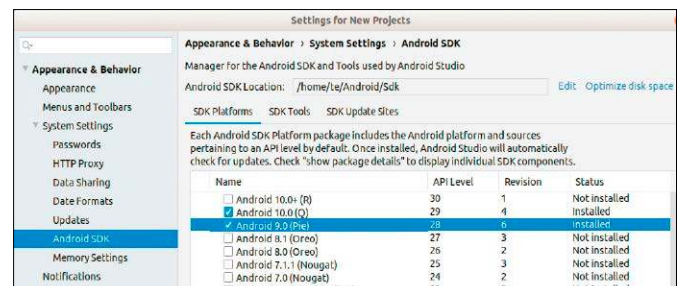 Settings for New Projects
Appearance & Behavior › System Settings › Android SDK
Manager for the Android SDK and Tools used by Android Studio
Appearance & Behavior
Android SDK Location: /home/te/Android/Sdk Edit Optimize disk space
Appearance
Menus and Toolbars
SDK Platforms SDK Tools SDK Update Sites
System Settings
Each Android SDK Platform package includes the Android platform and sources
Passwords
pertaining to an API level by default. Once installed, Android Studio will automatically
HTTP Proxy
check for updates. Check "show package details" to display individual SDK components.
Data Sharing
Name API Level Revision Status
Date Formats
Android 10.0+ (R) 30 1 Not installed
Updates
Android 10.0 (Q) 29 4 Installed
Android SDK
Android 9.0 (Pie) 28 6 Installed
Android 8.1 (Oreo) 27 3 Not installed
Memory Settings
Android 8.0 (Oreo) 26 2 Not installed
Android 7.1.1 (Nougat) 25 3 Not installed
Notifications
Android 7.0 (Nougat) 24 2 Not installed